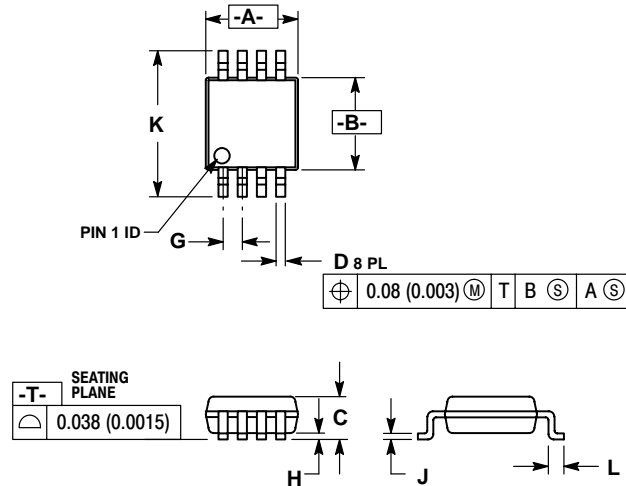 -A-
K
-B-
PIN 1 ID
G
D 8 PL
⌖ 0.08 (0.003) Ⓜ T B Ⓢ A Ⓢ
-T- SEATING PLANE
⌓ 0.038 (0.0015)
C
H
J
L